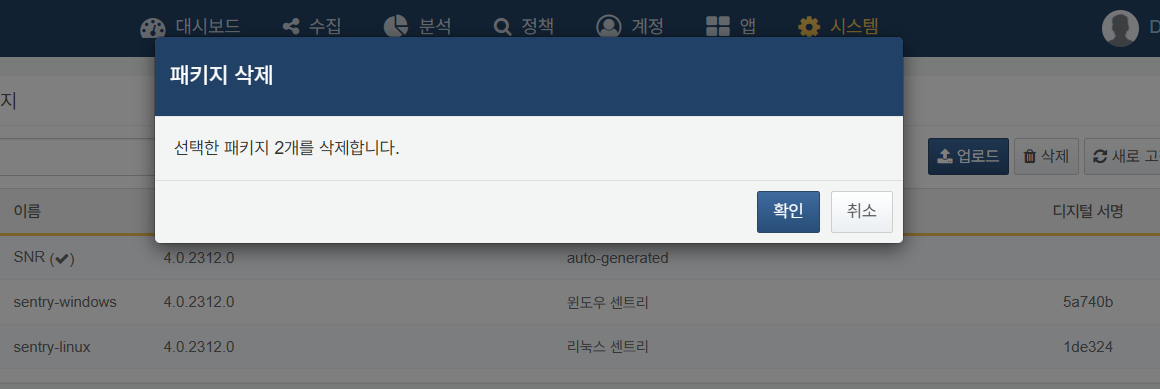 대시보드 수집 분석 정책 계정 앱 시스템 D
패키지 삭제
지
선택한 패키지 2개를 삭제합니다.
업로드 삭제 새로 고
확인 취소
이름 디지털 서명
SNR (✔) 4.0.2312.0 auto-generated
sentry-windows 4.0.2312.0 윈도우 센트리 5a740b
sentry-linux 4.0.2312.0 리눅스 센트리 1de324